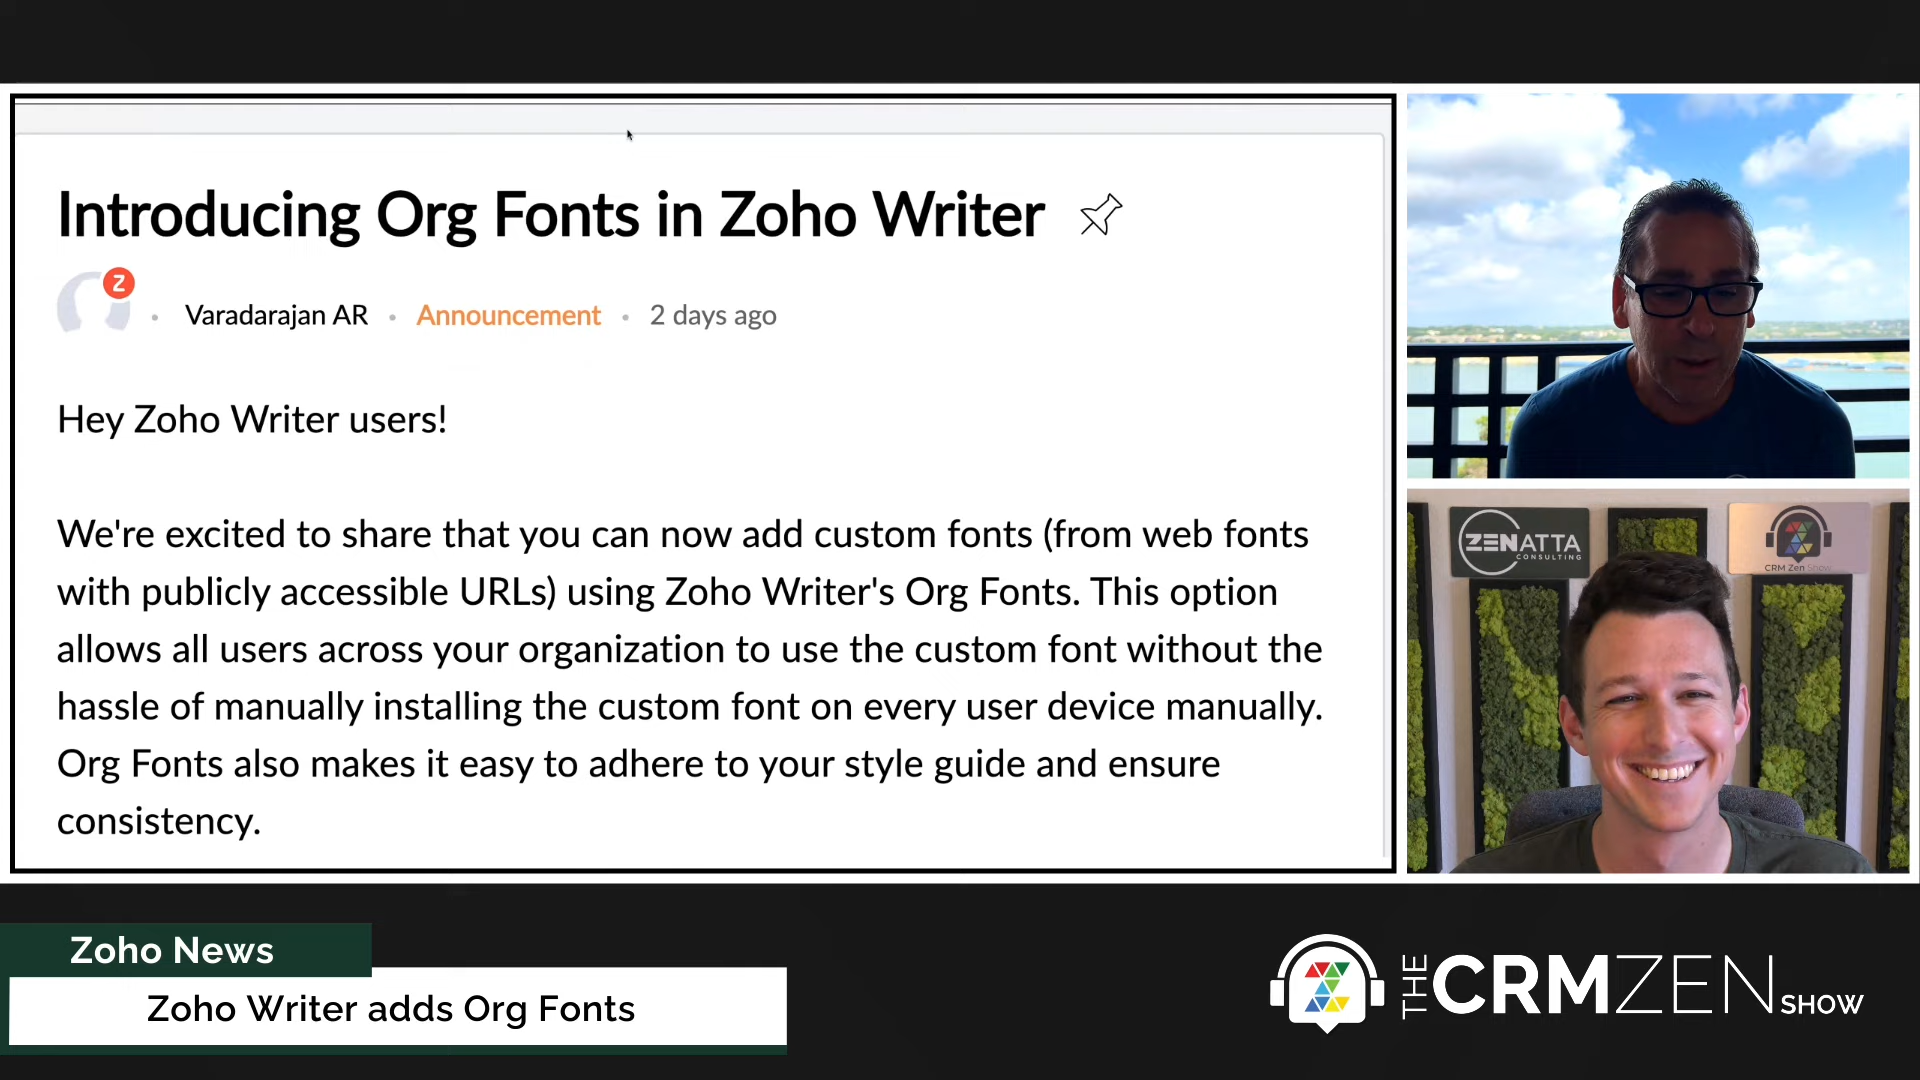 Introducing Org Fonts in Zoho Writer
Z
Varadarajan AR • Announcement • 2 days ago
Hey Zoho Writer users!
We're excited to share that you can now add custom fonts (from web fonts
with publicly accessible URLs) using Zoho Writer's Org Fonts. This option
allows all users across your organization to use the custom font without the
hassle of manually installing the custom font on every user device manually.
Org Fonts also makes it easy to adhere to your style guide and ensure
consistency.
ZENATTA
CONSULTING
CRM Zen Show
Zoho News
Zoho Writer adds Org Fonts
THE CRMZEN SHOW